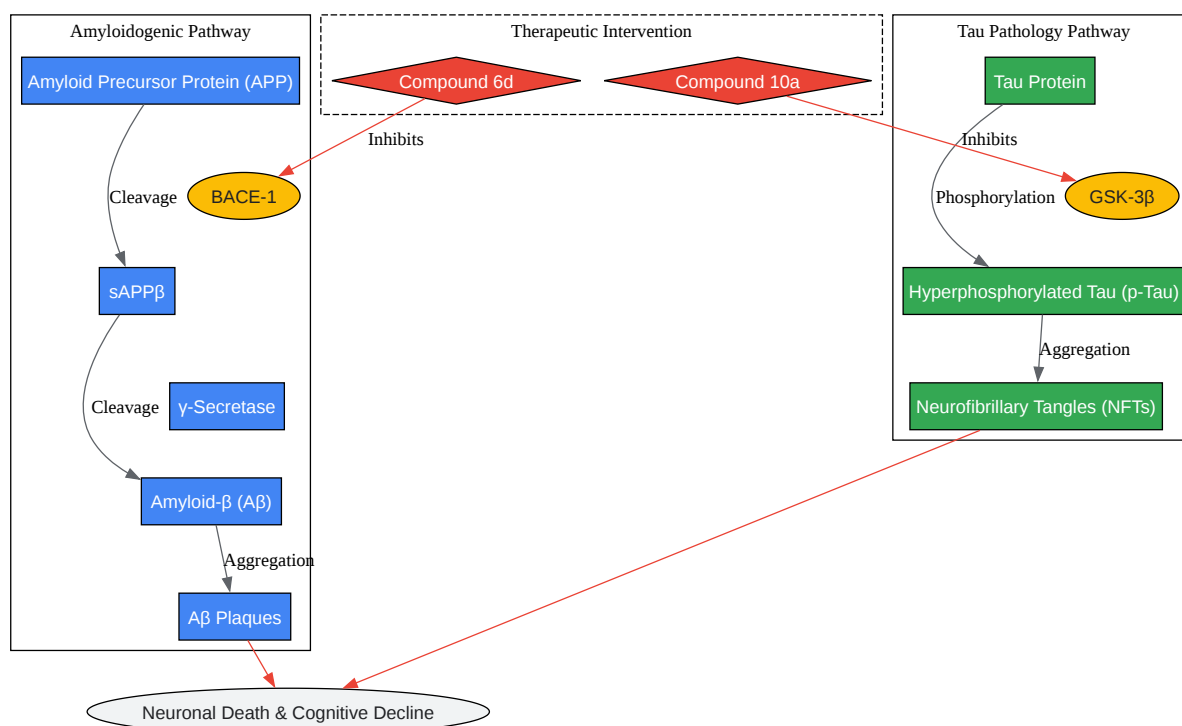 Amyloidogenic Pathway
Amyloid Precursor Protein (APP)
Cleavage
BACE-1
sAPPβ
Cleavage
γ-Secretase
Amyloid-β (Aβ)
Aggregation
Aβ Plaques
Therapeutic Intervention
Compound 6d
Compound 10a
Inhibits
Inhibits
Tau Pathology Pathway
Tau Protein
Phosphorylation
GSK-3β
Hyperphosphorylated Tau (p-Tau)
Aggregation
Neurofibrillary Tangles (NFTs)
Neuronal Death & Cognitive Decline